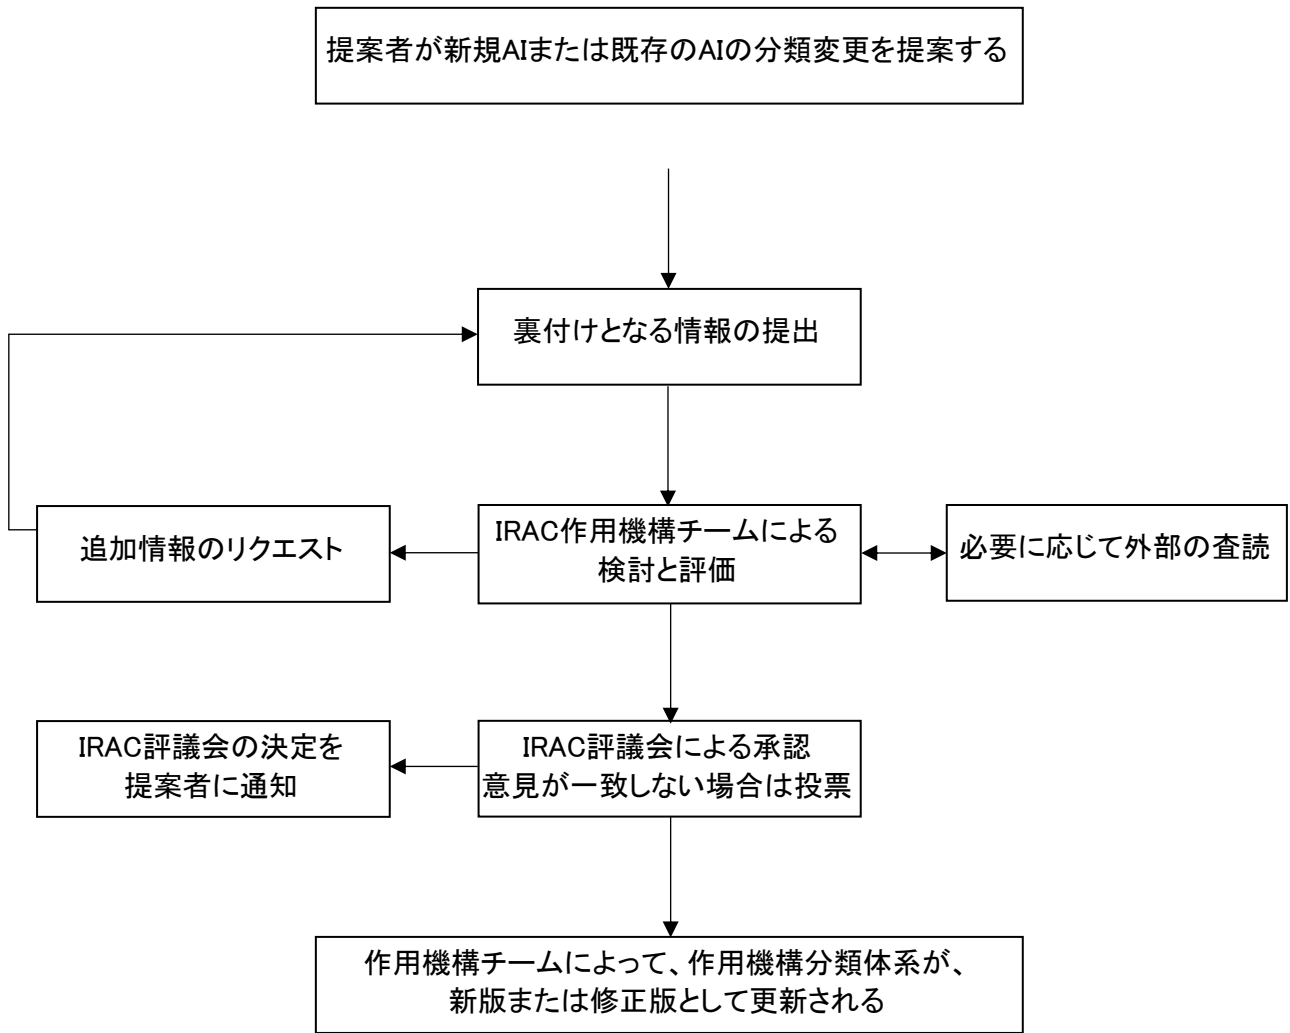 提案者が新規AIまたは既存のAIの分類変更を提案する
裏付けとなる情報の提出
追加情報のリクエスト
IRAC作用機構チームによる
検討と評価
必要に応じて外部の査読
IRAC評議会の決定を
提案者に通知
IRAC評議会による承認
意見が一致しない場合は投票
作用機構チームによって、作用機構分類体系が、
新版または修正版として更新される